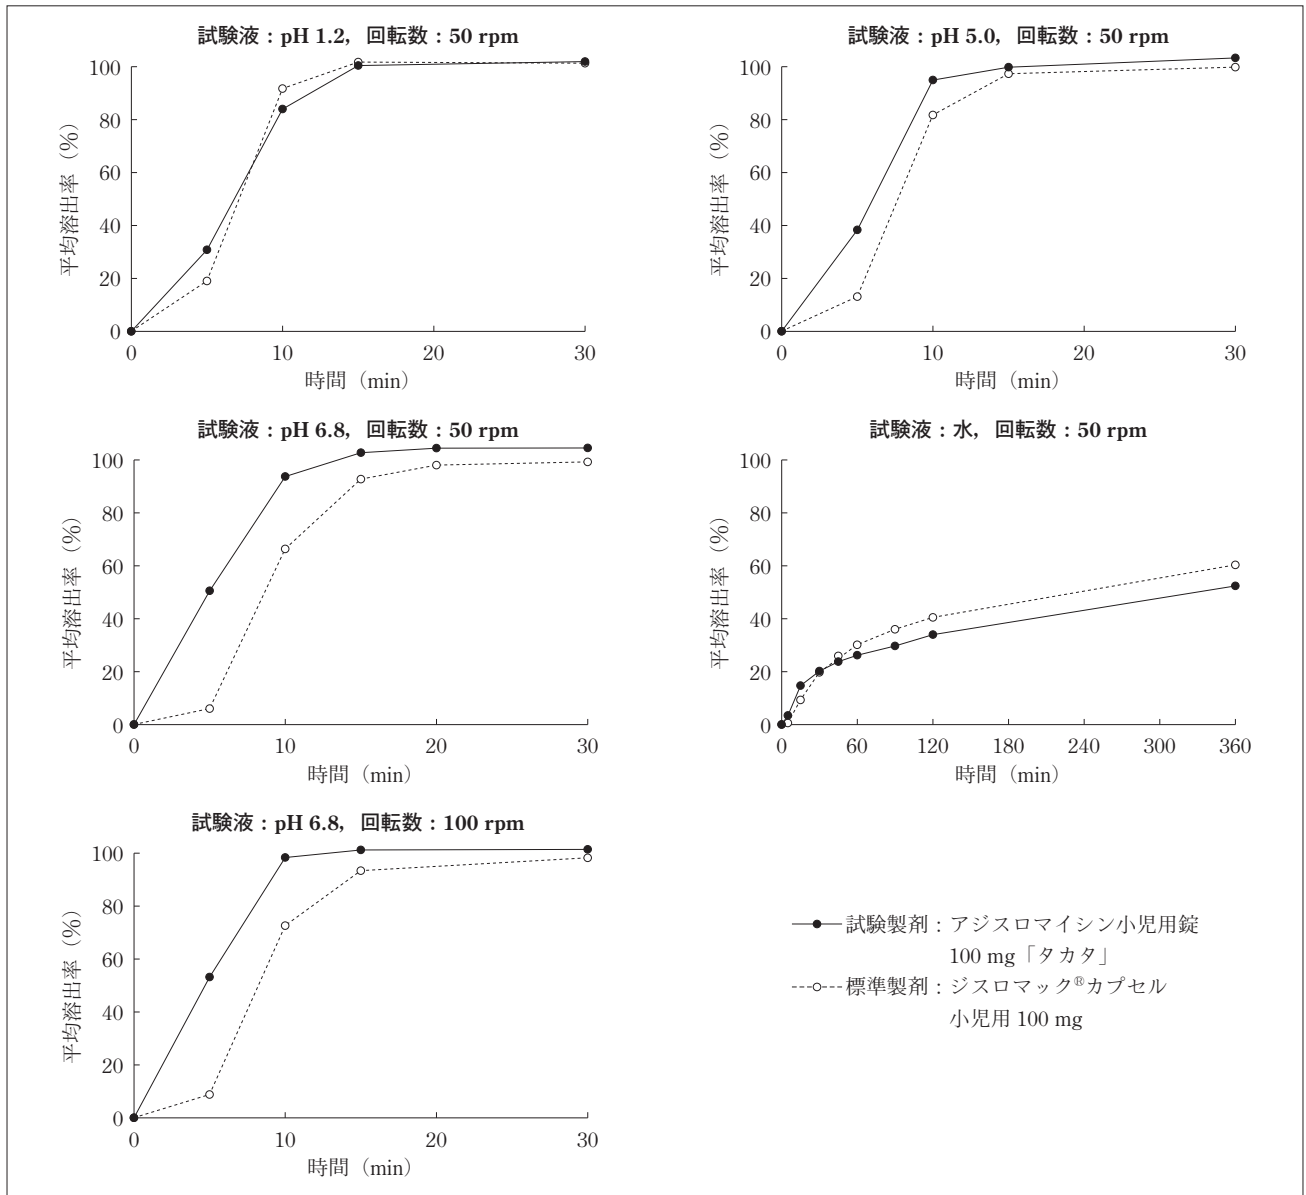 試験液：pH 1.2, 回転数：50 rpm
平均溶出率 (%)
100
80
60
40
20
0
0 10 20 30
時間 (min)
試験液：pH 5.0, 回転数：50 rpm
平均溶出率 (%)
100
80
60
40
20
0
0 10 20 30
時間 (min)
試験液：pH 6.8, 回転数：50 rpm
平均溶出率 (%)
100
80
60
40
20
0
0 10 20 30
時間 (min)
試験液：水, 回転数：50 rpm
平均溶出率 (%)
100
80
60
40
20
0
0 60 120 180 240 300 360
時間 (min)
試験液：pH 6.8, 回転数：100 rpm
平均溶出率 (%)
100
80
60
40
20
0
0 10 20 30
時間 (min)
試験製剤：アジスロマイシン小児用錠
100 mg「タカタ」
標準製剤：ジスロマック®カプセル
小児用 100 mg